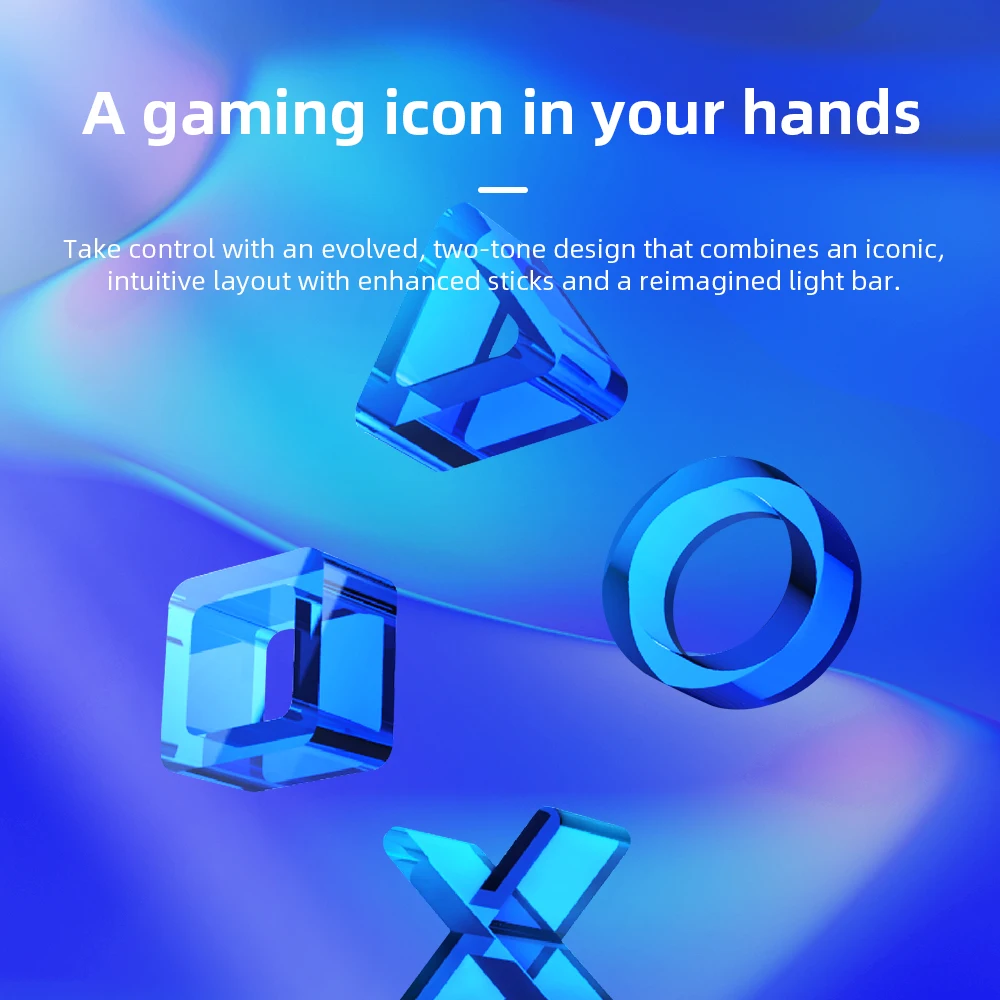 A gaming icon in your hands
Take control with an evolved, two-tone design that combines an iconic,
intuitive layout with enhanced sticks and a reimagined light bar.